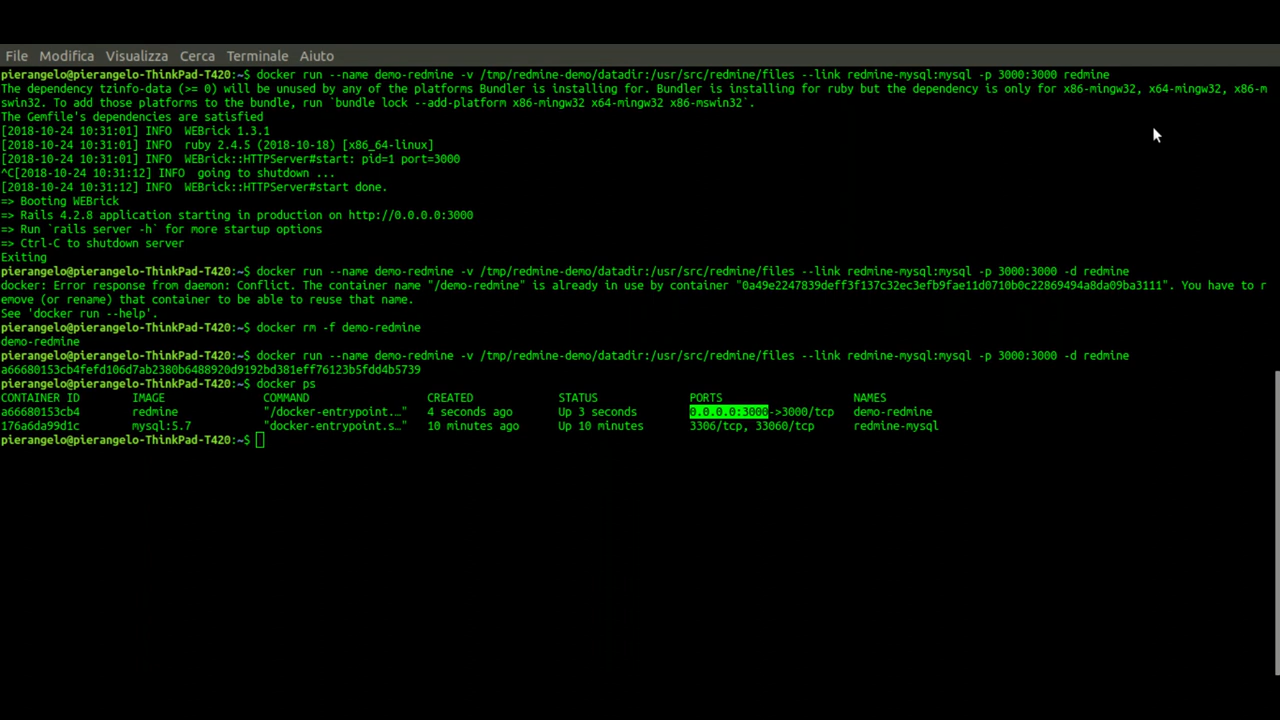 File Modifica Visualizza Cerca Terminale Aiuto
pierangelo@pierangelo-ThinkPad-T420:~$ docker run --name demo-redmine -v /tmp/redmine-demo/datadir:/usr/src/redmine/files --link redmine-mysql:mysql -p 3000:3000 redmine
The dependency tzinfo-data (>= 0) will be unused by any of the platforms Bundler is installing for. Bundler is installing for ruby but the dependency is only for x86-mingw32, x64-mingw32, x86-m
swin32. To add those platforms to the bundle, run `bundle lock --add-platform x86-mingw32 x64-mingw32 x86-mswin32`.
The Gemfile's dependencies are satisfied
[2018-10-24 10:31:01] INFO  WEBrick 1.3.1
[2018-10-24 10:31:01] INFO  ruby 2.4.5 (2018-10-18) [x86_64-linux]
[2018-10-24 10:31:01] INFO  WEBrick::HTTPServer#start: pid=1 port=3000
^C[2018-10-24 10:31:12] INFO  going to shutdown ...
[2018-10-24 10:31:12] INFO  WEBrick::HTTPServer#start done.
=> Booting WEBrick
=> Rails 4.2.8 application starting in production on http://0.0.0.0:3000
=> Run `rails server -h` for more startup options
=> Ctrl-C to shutdown server
Exiting
pierangelo@pierangelo-ThinkPad-T420:~$ docker run --name demo-redmine -v /tmp/redmine-demo/datadir:/usr/src/redmine/files --link redmine-mysql:mysql -p 3000:3000 -d redmine
docker: Error response from daemon: Conflict. The container name "/demo-redmine" is already in use by container "0a49e2247839deff3f137c32ec3efb9fae11d0710b0c22869494a8da09ba3111". You have to r
emove (or rename) that container to be able to reuse that name.
See 'docker run --help'.
pierangelo@pierangelo-ThinkPad-T420:~$ docker rm -f demo-redmine
demo-redmine
pierangelo@pierangelo-ThinkPad-T420:~$ docker run --name demo-redmine -v /tmp/redmine-demo/datadir:/usr/src/redmine/files --link redmine-mysql:mysql -p 3000:3000 -d redmine
a66680153cb4fefd106d7ab2380b6488920d9192bd381eff76123b5fdd4b5739
pierangelo@pierangelo-ThinkPad-T420:~$ docker ps
CONTAINER ID IMAGE COMMAND CREATED STATUS PORTS NAMES
a66680153cb4 redmine "/docker-entrypoint.…" 4 seconds ago Up 3 seconds 0.0.0.0:3000->3000/tcp demo-redmine
176a6da99d1c mysql:5.7 "docker-entrypoint.s…" 10 minutes ago Up 10 minutes 3306/tcp, 33060/tcp redmine-mysql
pierangelo@pierangelo-ThinkPad-T420:~$